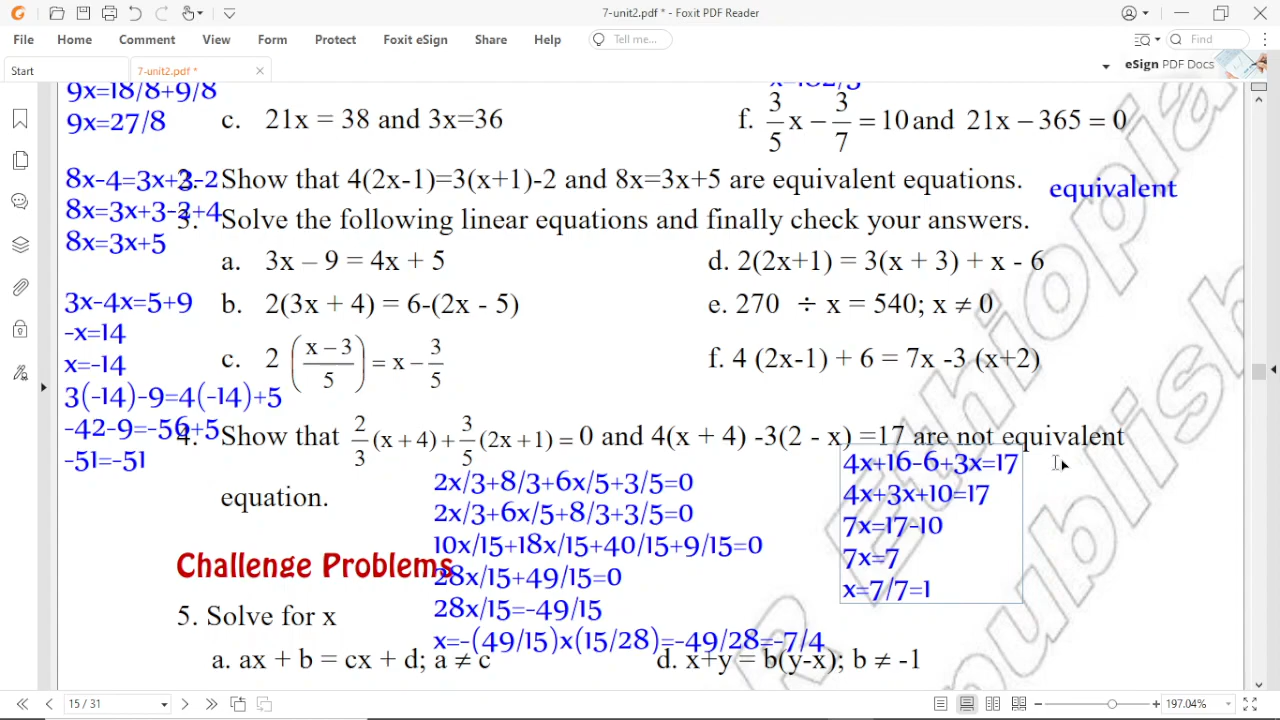 7-unit2.pdf * - Foxit PDF Reader
File Home Comment View Form Protect Foxit eSign Share Help Tell me... Find
Start 7-unit2.pdf * eSign PDF Docs
9x=18/8+9/8
9x=27/8
c. 21x = 38 and 3x=36
f. 3/5 x − 3/7 = 10 and 21x − 365 = 0
8x-4=3x+3-2
2. Show that 4(2x-1)=3(x+1)-2 and 8x=3x+5 are equivalent equations.
equivalent
8x=3x+3-2+4
3. Solve the following linear equations and finally check your answers.
8x=3x+5
a. 3x – 9 = 4x + 5
d. 2(2x+1) = 3(x + 3) + x - 6
3x-4x=5+9
b. 2(3x + 4) = 6-(2x - 5)
e. 270 ÷ x = 540; x ≠ 0
-x=14
x=-14
c. 2 (x − 3 / 5) = x − 3/5
f. 4 (2x-1) + 6 = 7x -3 (x+2)
3(-14)-9=4(-14)+5
-42-9=-56+5
-51=-51
4. Show that 2/3 (x + 4) + 3/5 (2x + 1) = 0 and 4(x + 4) -3(2 - x) =17 are not equivalent
equation.
2x/3+8/3+6x/5+3/5=0
2x/3+6x/5+8/3+3/5=0
10x/15+18x/15+40/15+9/15=0
28x/15+49/15=0
28x/15=-49/15
x=-(49/15)x(15/28)=-49/28=-7/4
4x+16-6+3x=17
4x+3x+10=17
7x=17-10
7x=7
x=7/7=1
Challenge Problems
5. Solve for x
a. ax + b = cx + d; a ≠ c
d. x+y = b(y-x); b ≠ -1
15 / 31 197.04%